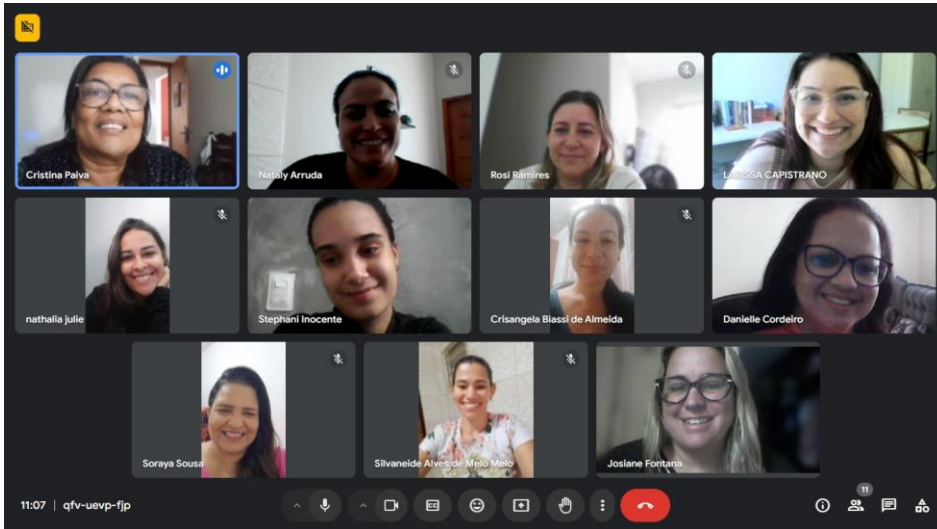 Cristina Paiva
Nataly Arruda
Rosi Ramires
LARISSA CAPISTRANO
nathalia julie
Stephani Inocente
Crisangela Biassi de Almeida
Danielle Cordeiro
Soraya Sousa
Silvaneide Alves de Melo Melo
Josiane Fontana
11:07 | qfv-uevp-fjp
CC
11